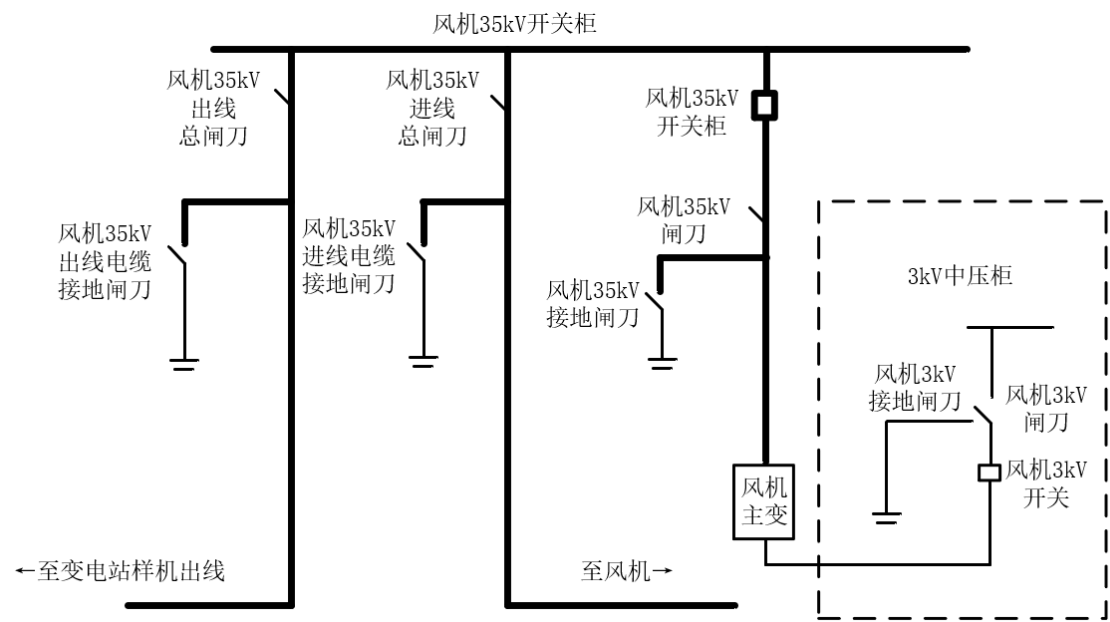 风机35kV开关柜
风机35kV
出线
总闸刀
风机35kV
进线
总闸刀
风机35kV
开关柜
风机35kV
出线电缆
接地闸刀
风机35kV
进线电缆
接地闸刀
风机35kV
闸刀
风机35kV
接地闸刀
3kV中压柜
风机3kV
接地闸刀
风机3kV
闸刀
风机3kV
开关
风机
主变
←至变电站样机出线
至风机→